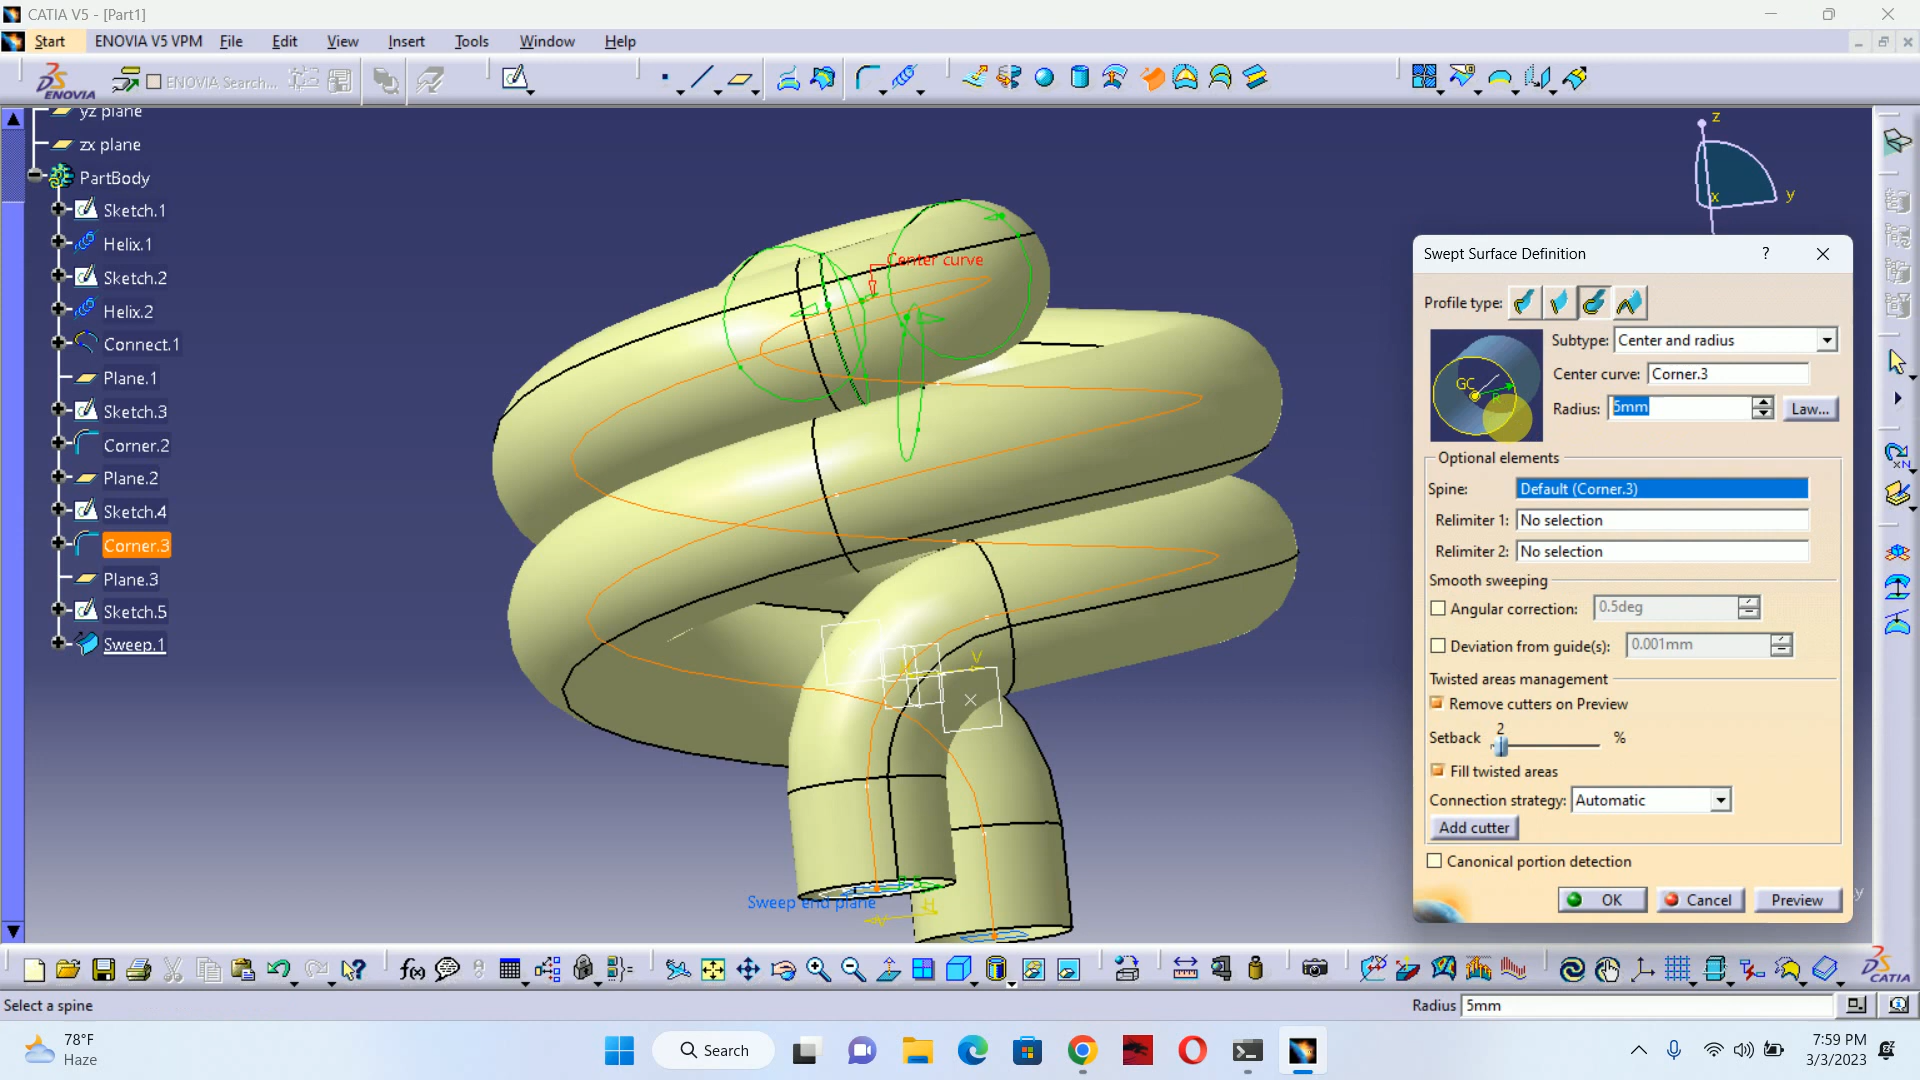 CATIA V5 - [Part1]
Start ENOVIA V5 VPM File Edit View Insert Tools Window Help
ENOVIA
ENOVIA Search...
yz plane
zx plane
PartBody
Sketch.1
Helix.1
Sketch.2
Helix.2
Connect.1
Plane.1
Sketch.3
Corner.2
Plane.2
Sketch.4
Corner.3
Plane.3
Sketch.5
Sweep.1
Center curve
V
Sweep end plane
H
z
y
x
Swept Surface Definition ?
Profile type:
GC
R
Subtype: Center and radius
Center curve: Corner.3
Radius: 5mm Law...
Optional elements
Spine: Default (Corner.3)
Relimiter 1: No selection
Relimiter 2: No selection
Smooth sweeping
Angular correction: 0.5deg
Deviation from guide(s): 0.001mm
Twisted areas management
Remove cutters on Preview
Setback 2 %
Fill twisted areas
Connection strategy: Automatic
Add cutter
Canonical portion detection
OK Cancel Preview
y
f(x)
CATIA
Select a spine
Radius 5mm
78°F
Haze
Search
7:59 PM
3/3/2023